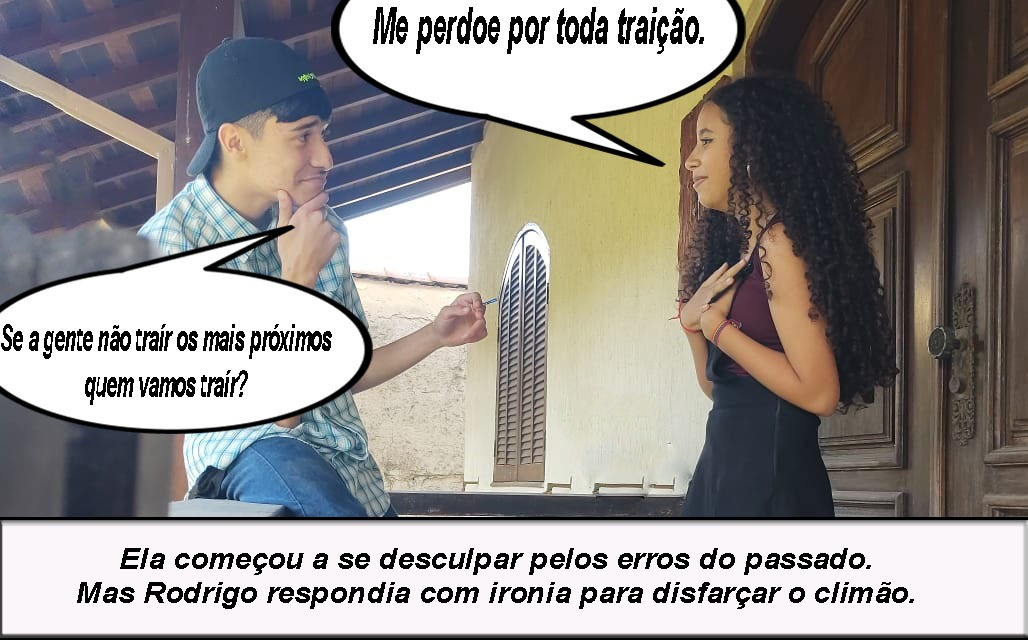 Me perdoe por toda traição.
Se a gente não traír os mais próximos
quem vamos traír?
Ela começou a se desculpar pelos erros do passado.
Mas Rodrigo respondia com ironia para disfarçar o climão.